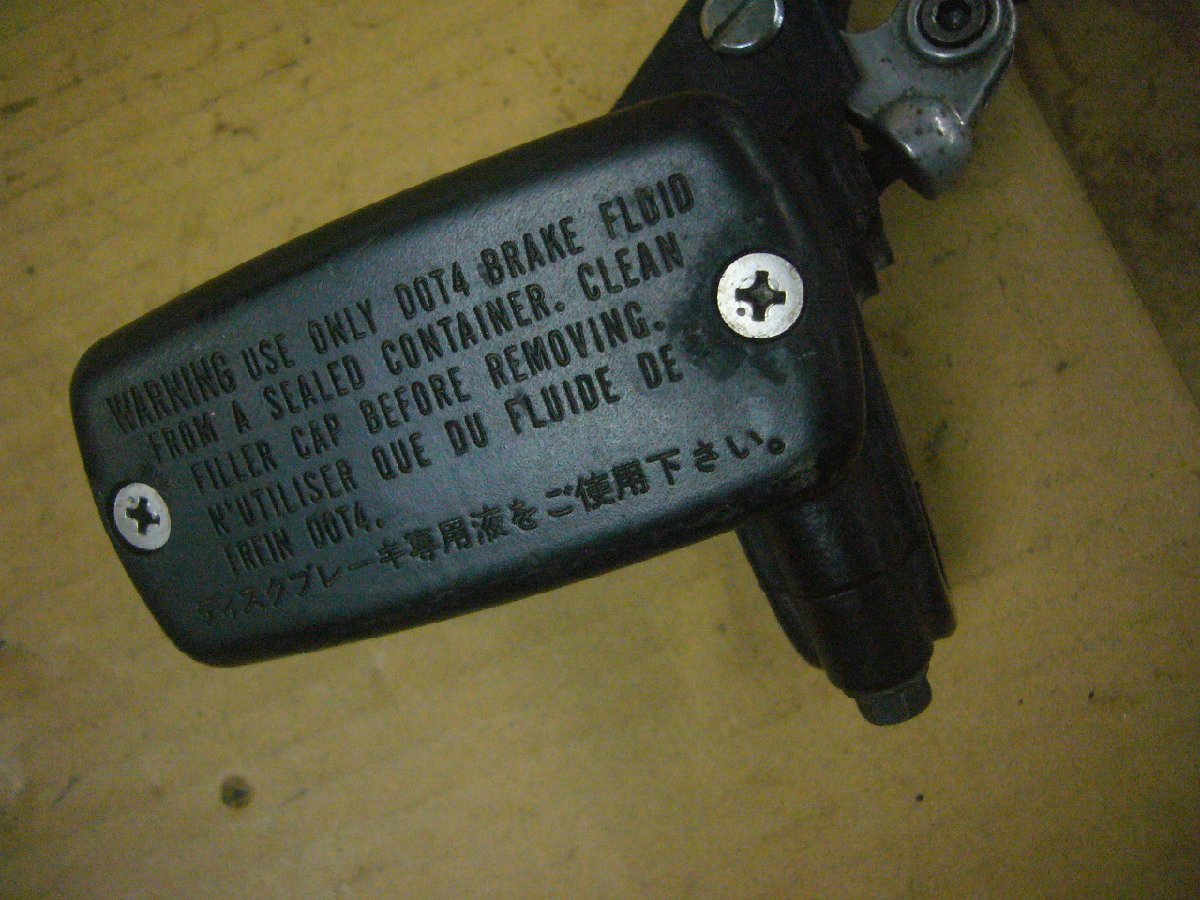 WARNING USE ONLY DOT4 BRAKE FLUID
FROM A SEALED CONTAINER. CLEAN
FILLER CAP BEFORE REMOVING.
N'UTILISER QUE DU FLUIDE DE
FREIN DOT4.
ディスクブレーキ専用液をご使用下さい。